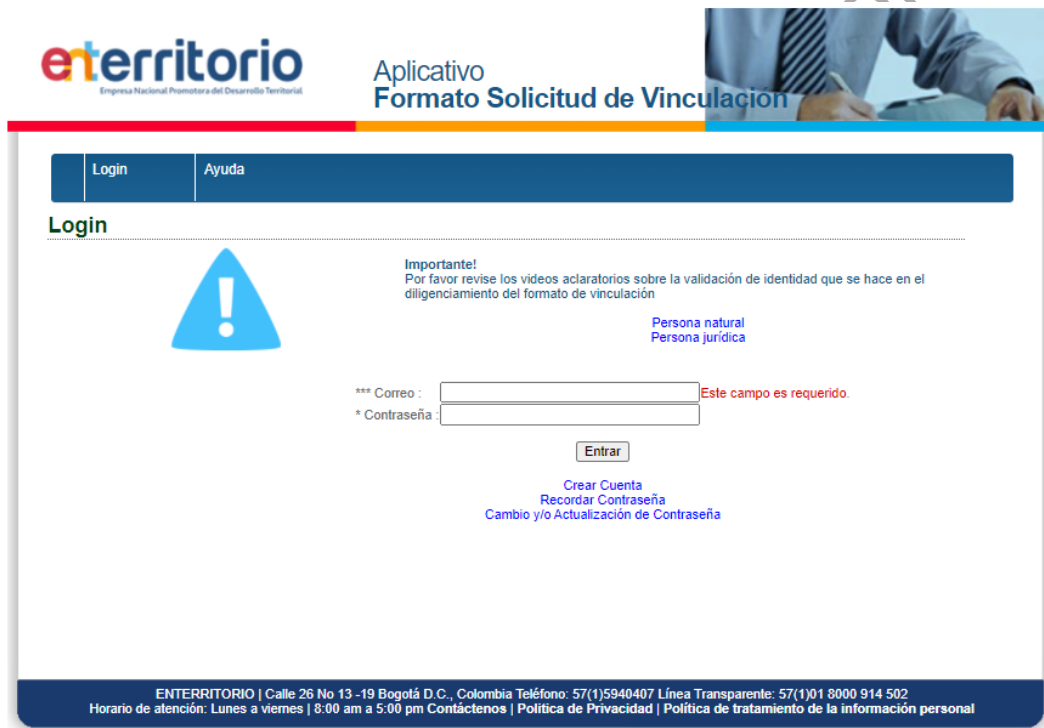 enterritorio
Empresa Nacional Promotora del Desarrollo Territorial
Aplicativo
Formato Solicitud de Vinculación
Login
Ayuda
Login
!
Importante!
Por favor revise los videos aclaratorios sobre la validación de identidad que se hace en el
diligenciamiento del formato de vinculación
Persona natural
Persona jurídica
*** Correo :
Este campo es requerido.
* Contraseña :
Entrar
Crear Cuenta
Recordar Contraseña
Cambio y/o Actualización de Contraseña
ENTERRITORIO | Calle 26 No 13 -19 Bogotá D.C., Colombia Teléfono: 57(1)5940407 Línea Transparente: 57(1)01 8000 914 502
Horario de atención: Lunes a viernes | 8:00 am a 5:00 pm Contáctenos | Politica de Privacidad | Política de tratamiento de la información personal